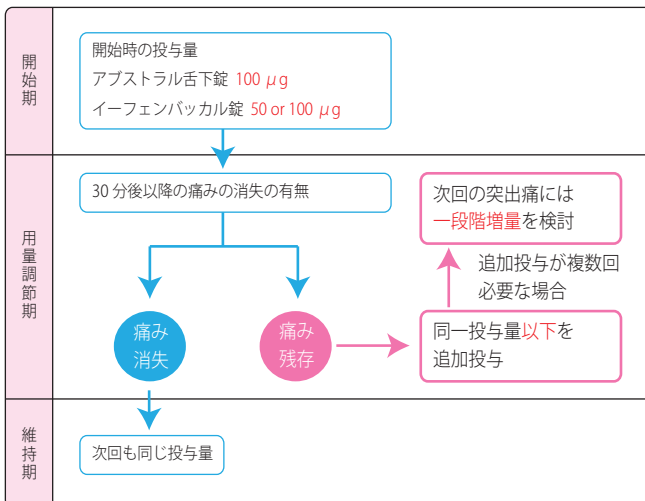 開始期
開始時の投与量
アブストラル舌下錠 100 μg
イーフェンバッカル錠 50 or 100 μg
用量調節期
30 分後以降の痛みの消失の有無
痛み
消失
痛み
残存
同一投与量以下を
追加投与
追加投与が複数回
必要な場合
次回の突出痛には
一段階増量を検討
維持期
次回も同じ投与量